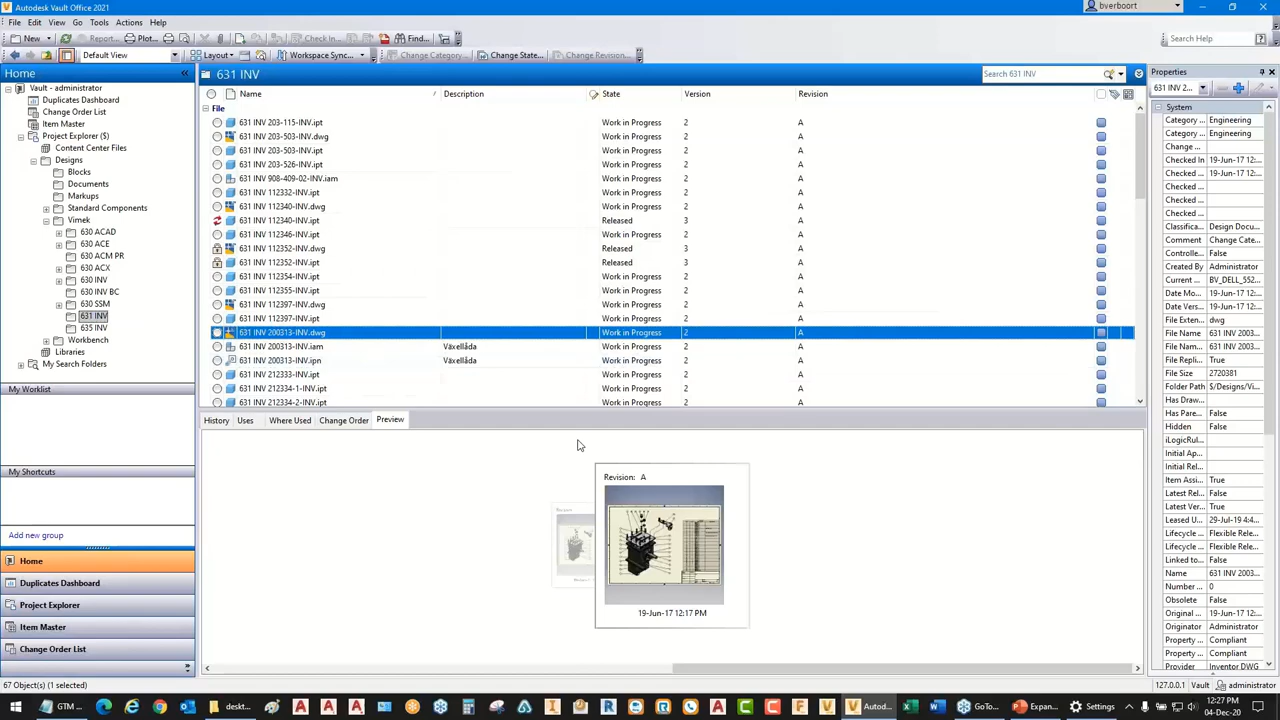 Autodesk Vault Office 2021
bverboort
File Edit View Go Tools Actions Help
New Report... Plot... Check In... Find... Search Help
Default View Layout Workspace Sync... Change Category... Change State... Change Revision...
Home
Vault - administrator
Duplicates Dashboard
Change Order List
Item Master
Project Explorer ($)
Content Center Files
Designs
Blocks
Documents
Markups
Standard Components
Vimek
630 ACAD
630 ACE
630 ACM PR
630 ACX
630 INV
630 INV BC
630 SSM
631 INV
635 INV
Workbench
Libraries
My Search Folders
My Worklist
My Shortcuts
Add new group
Home
Duplicates Dashboard
Project Explorer
Item Master
Change Order List
631 INV Search 631 INV
Name Description State Version Revision
File
631 INV 203-115-INV.ipt Work in Progress 2 A
631 INV 203-503-INV.dwg Work in Progress 2 A
631 INV 203-503-INV.ipt Work in Progress 2 A
631 INV 203-526-INV.ipt Work in Progress 2 A
631 INV 908-409-02-INV.iam Work in Progress 2 A
631 INV 112332-INV.ipt Work in Progress 2 A
631 INV 112340-INV.dwg Work in Progress 2 A
631 INV 112340-INV.ipt Released 3 A
631 INV 112346-INV.ipt Work in Progress 2 A
631 INV 112352-INV.dwg Released 3 A
631 INV 112352-INV.ipt Released 3 A
631 INV 112354-INV.ipt Work in Progress 2 A
631 INV 112355-INV.ipt Work in Progress 2 A
631 INV 112397-INV.dwg Work in Progress 2 A
631 INV 112397-INV.ipt Work in Progress 2 A
631 INV 200313-INV.dwg Work in Progress 2 A
631 INV 200313-INV.iam Växellåda Work in Progress 2 A
631 INV 200313-INV.ipn Växellåda Work in Progress 2 A
631 INV 212333-INV.ipt Work in Progress 2 A
631 INV 212334-1-INV.ipt Work in Progress 2 A
631 INV 212334-2-INV.ipt Work in Progress 2 A
History Uses Where Used Change Order Preview
Revision: A
19-Jun-17 12:17 PM
Properties
631 INV 2...
System
Category ... Engineering
Category ... Engineering
Change ...
Checked In 19-Jun-17 12:...
Checked ... 19-Jun-17 12:...
Checked ...
Checked ...
Checked ...
Classifica... Design Docu...
Comment Change Cate...
Controlle... False
Created By Administrator
Current ... BV_DELL_552...
Date Mo... 19-Jun-17 12:...
Date Vers... 19-Jun-17 12:...
File Exten... dwg
File Name 631 INV 2003...
File Name... 631 INV 2003...
File Repli... True
File Size 2720381
Folder Path $/Designs/Vi...
Has Draw...
Has Pare... False
Hidden False
iLogicRul...
Initial Ap...
Initial Rel...
Item Assi... True
Latest Rel... False
Latest Ver... True
Leased U... 29-Jul-19 4:4...
Lifecycle ... Flexible Rele...
Lifecycle ... Flexible Rele...
Linked to... False
Name 631 INV 2003...
Number ... 0
Obsolete False
Original ... 19-Jun-17 12:...
Originator Administrator
Property ... Compliant
Property ... Compliant
Provider Inventor DWG
67 Object(s) (1 selected) 127.0.0.1 Vault administrator
GTM ... deskt... Autod... GoTo... Expan... Settings 12:27 PM
04-Dec-20